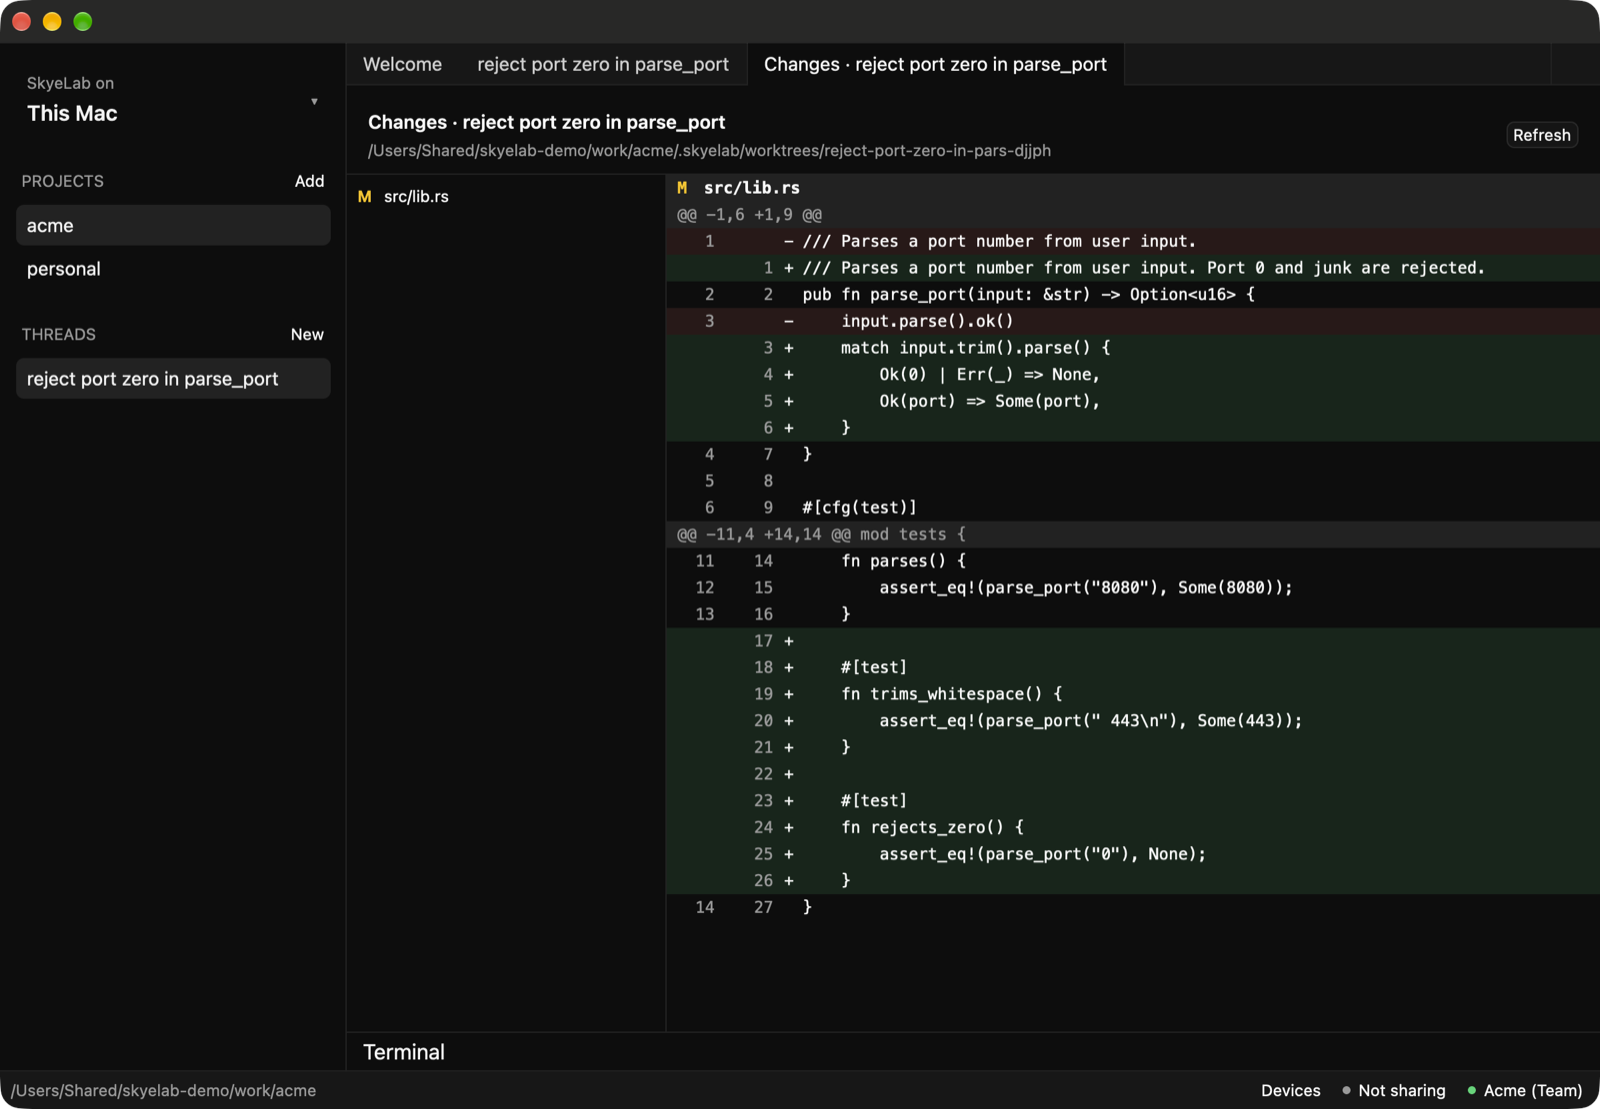 SkyeLab on
This Mac
PROJECTS Add
acme
personal
THREADS New
reject port zero in parse_port
Welcome reject port zero in parse_port Changes · reject port zero in parse_port
Changes · reject port zero in parse_port
/Users/Shared/skyelab-demo/work/acme/.skyelab/worktrees/reject-port-zero-in-pars-djjph
Refresh
M src/lib.rs
M src/lib.rs
@@ -1,6 +1,9 @@
1 - /// Parses a port number from user input.
1 + /// Parses a port number from user input. Port 0 and junk are rejected.
2 2 pub fn parse_port(input: &str) -> Option<u16> {
3 - input.parse().ok()
3 + match input.trim().parse() {
4 + Ok(0) | Err(_) => None,
5 + Ok(port) => Some(port),
6 + }
4 7 }
5 8
6 9 #[cfg(test)]
@@ -11,4 +14,14 @@ mod tests {
11 14 fn parses() {
12 15 assert_eq!(parse_port("8080"), Some(8080));
13 16 }
17 +
18 + #[test]
19 + fn trims_whitespace() {
20 + assert_eq!(parse_port(" 443\n"), Some(443));
21 + }
22 +
23 + #[test]
24 + fn rejects_zero() {
25 + assert_eq!(parse_port("0"), None);
26 + }
14 27 }
Terminal
/Users/Shared/skyelab-demo/work/acme
Devices Not sharing Acme (Team)